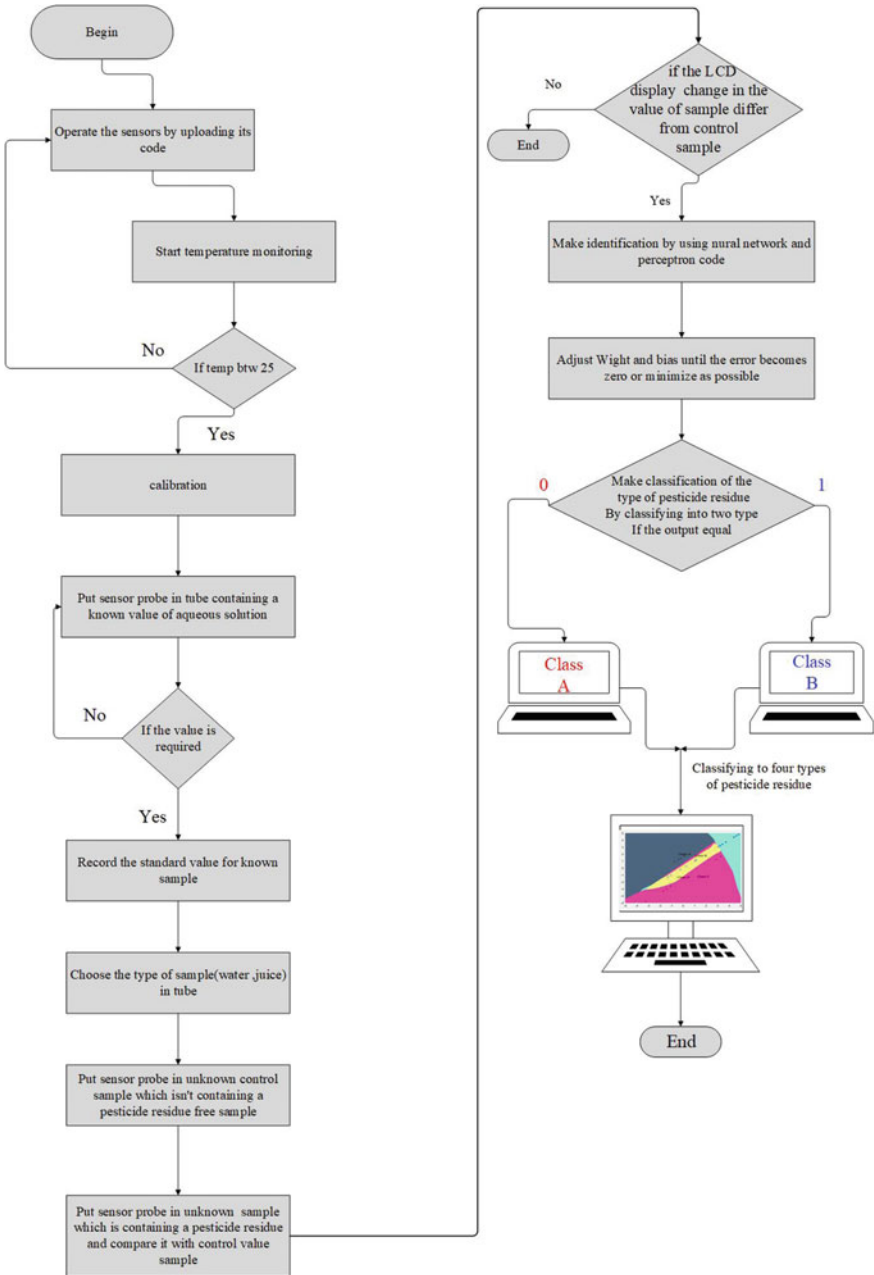 Begin
Operate the sensors by uploading its
code
Start temperature monitoring
No
If temp btw 25
Yes
calibration
Put sensor probe in tube containing a
known value of aqueous solution
No
If the value is
required
Yes
Record the standard value for known
sample
Choose the type of sample(water ,juice)
in tube
Put sensor probe in unknown control
sample which isn't containing a
pesticide residue free sample
Put sensor probe in unknown sample
which is containing a pesticide residue
and compare it with control value
sample
if the LCD
display change in the
value of sample differ
from control
sample
No
End
Yes
Make identification by using nural network and
perceptron code
Adjust Wight and bias until the error becomes
zero or minimize as possible
0
Make classification of the
type of pesticide residue
By classifying into two type
If the output equal
1
Class
A
Class
B
Classifying to four types
of pesticide residue
End